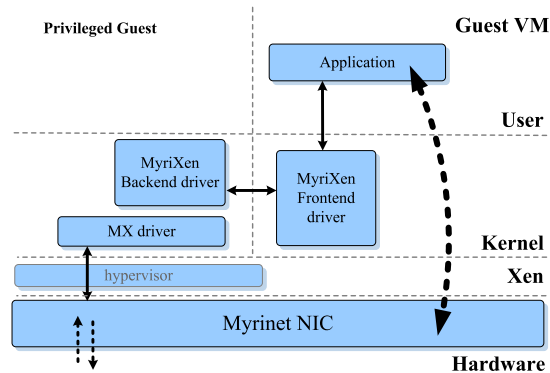 Privileged Guest
Guest VM
Application
User
MyriXen
Backend driver
MyriXen
Frontend
driver
MX driver
Kernel
hypervisor
Xen
Myrinet NIC
Hardware